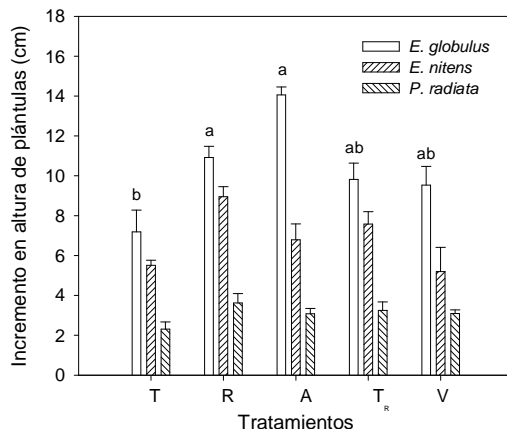 Incremento en altura de plántulas (cm)
18
16
14
12
10
8
6
4
2
0
E. globulus
E. nitens
P. radiata
b
a
a
ab
ab
T R A T_R V
Tratamientos